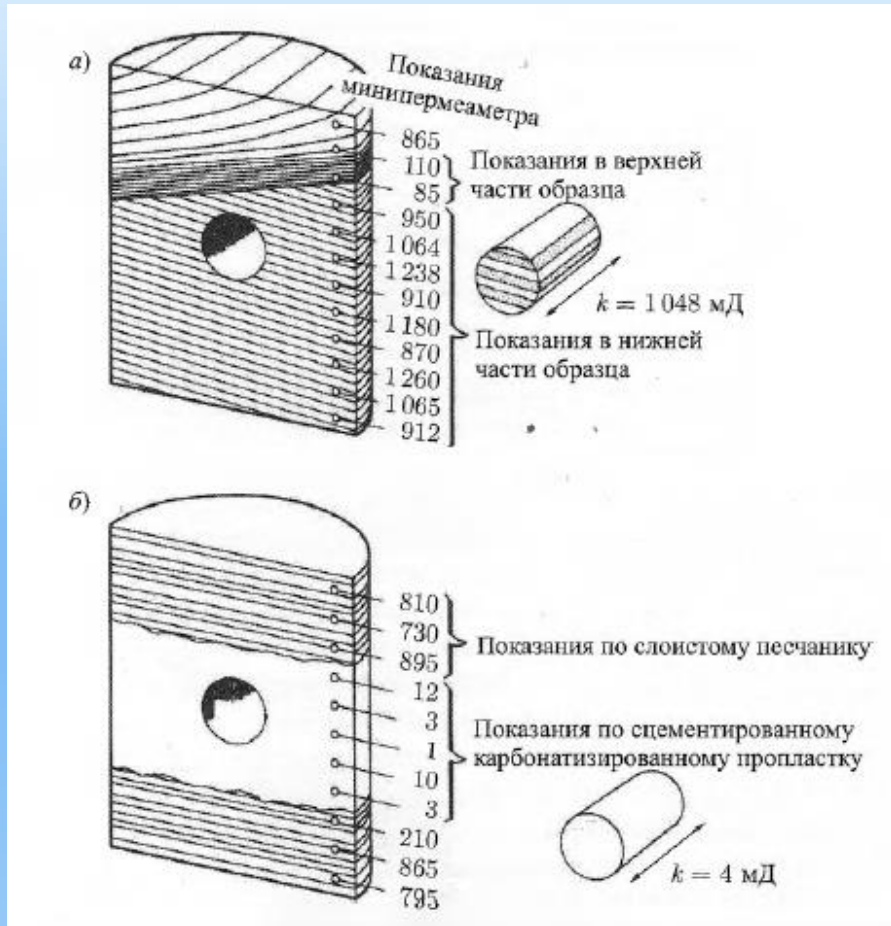 а)
Показания
минипермеаметра
865
110
85
Показания в верхней
части образца
950
1064
1238
910
1180
870
1260
1065
912
k = 1048 мД
Показания в нижней
части образца
б)
810
730
895
Показания по слоистому песчанику
12
3
1
10
3
Показания по сцементированному
карбонатизированному пропластку
210
865
795
k = 4 мД